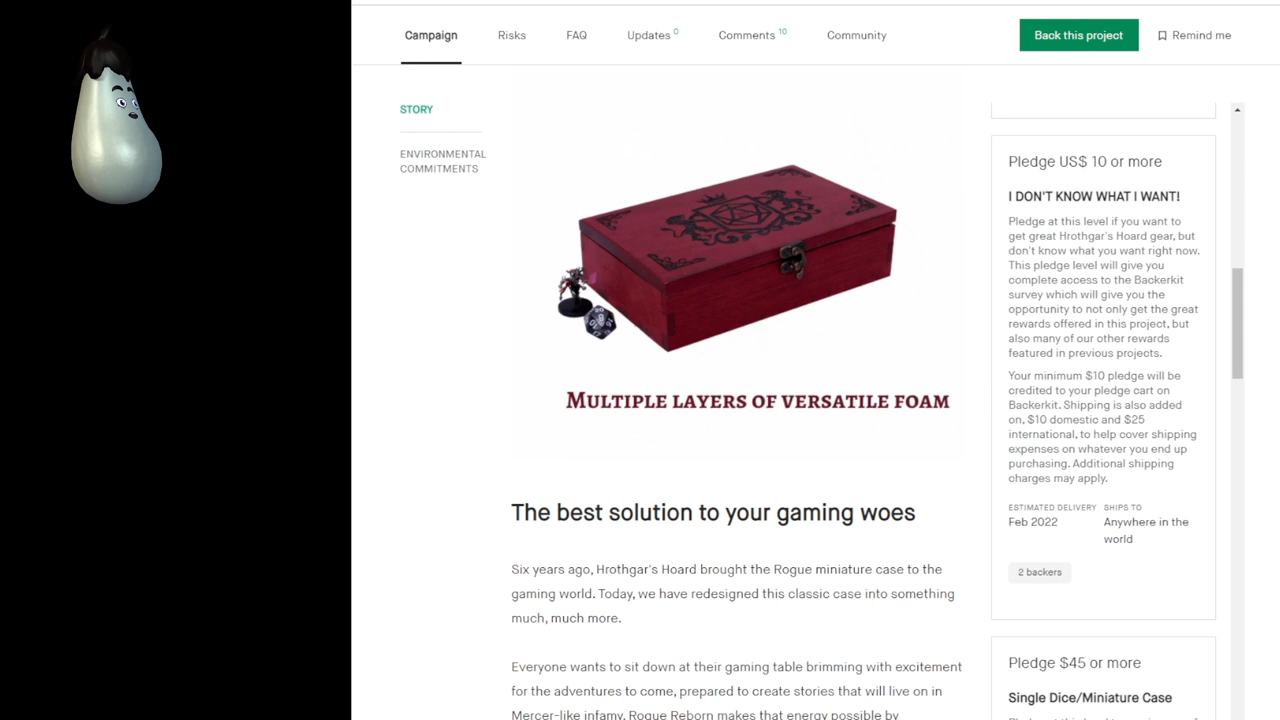 Campaign
Risks
FAQ
Updates 0
Comments 10
Community
Back this project
Remind me
STORY
ENVIRONMENTAL
COMMITMENTS
MULTIPLE LAYERS OF VERSATILE FOAM
The best solution to your gaming woes
Six years ago, Hrothgar's Hoard brought the Rogue miniature case to the
gaming world. Today, we have redesigned this classic case into something
much, much more.
Everyone wants to sit down at their gaming table brimming with excitement
for the adventures to come, prepared to create stories that will live on in
Mercer-like infamy. Rogue Reborn makes that energy possible by
Pledge US$ 10 or more
I DON'T KNOW WHAT I WANT!
Pledge at this level if you want to
get great Hrothgar's Hoard gear, but
don't know what you want right now.
This pledge level will give you
complete access to the Backerkit
survey which will give you the
opportunity to not only get the great
rewards offered in this project, but
also many of our other rewards
featured in previous projects.
Your minimum $10 pledge will be
credited to your pledge cart on
Backerkit. Shipping is also added
on, $10 domestic and $25
international, to help cover shipping
expenses on whatever you end up
purchasing. Additional shipping
charges may apply.
ESTIMATED DELIVERY
Feb 2022
SHIPS TO
Anywhere in the
world
2 backers
Pledge $45 or more
Single Dice/Miniature Case